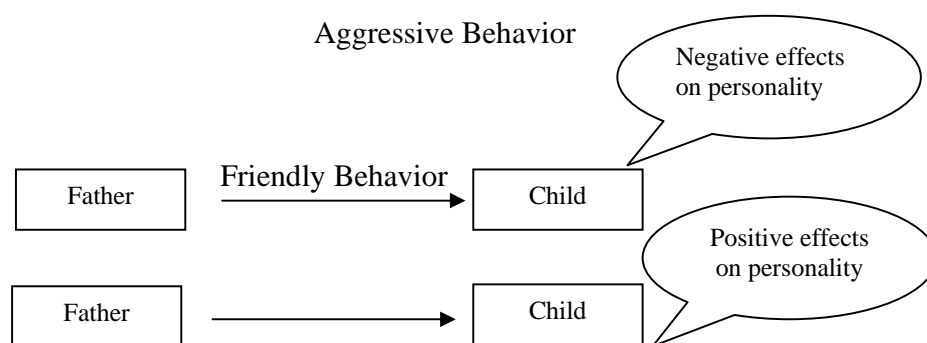 Aggressive Behavior
Negative effects
on personality
Father
Friendly Behavior
Child
Positive effects
on personality
Father
Child